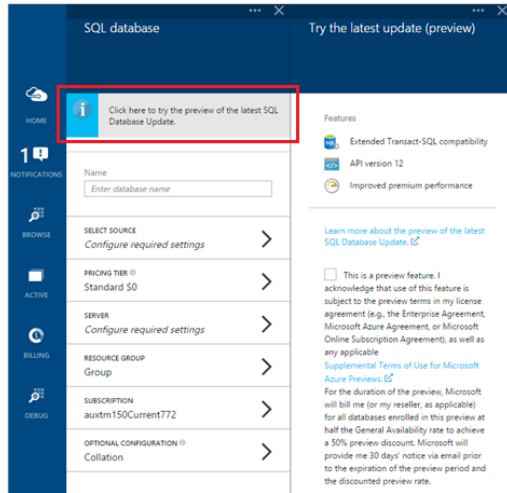 HOME
1
NOTIFICATIONS
BROWSE
ACTIVE
BILLING
DEBUG
SQL database
Click here to try the preview of the latest SQL
Database Update.
Name
Enter database name
SELECT SOURCE
Configure required settings
PRICING TIER
Standard S0
SERVER
Configure required settings
RESOURCE GROUP
Group
SUBSCRIPTION
auxtm150Current772
OPTIONAL CONFIGURATION
Collation
Try the latest update (preview)
Features
SQL
Extended Transact-SQL compatibility
API version 12
Improved premium performance
Learn more about the preview of the latest
SQL Database Update.
This is a preview feature. I
acknowledge that use of this feature is
subject to the preview terms in my license
agreement (e.g., the Enterprise Agreement,
Microsoft Azure Agreement, or Microsoft
Online Subscription Agreement), as well as
any applicable
Supplemental Terms of Use for Microsoft
Azure Previews.
For the duration of the preview, Microsoft
will bill me (or my reseller, as applicable)
for all databases enrolled in this preview at
half the General Availability rate to achieve
a 50% preview discount. Microsoft will
provide me 30 days' notice via email prior
to the expiration of the preview period and
the discounted preview rate.